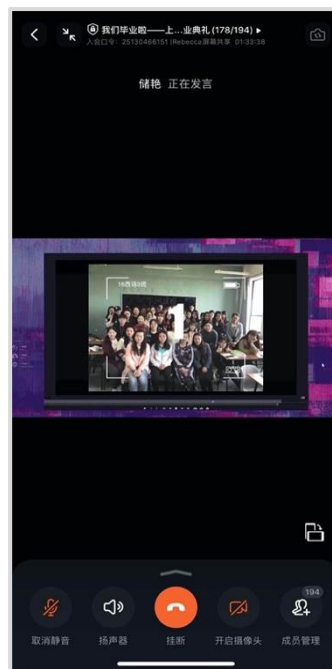 我们毕业啦——上...业典礼 (178/194) ▸
入会口令: 25130466151 |Rebecca屏幕共享 01:33:38
储艳 正在发言
1
194
取消静音 扬声器 挂断 开启摄像头 成员管理